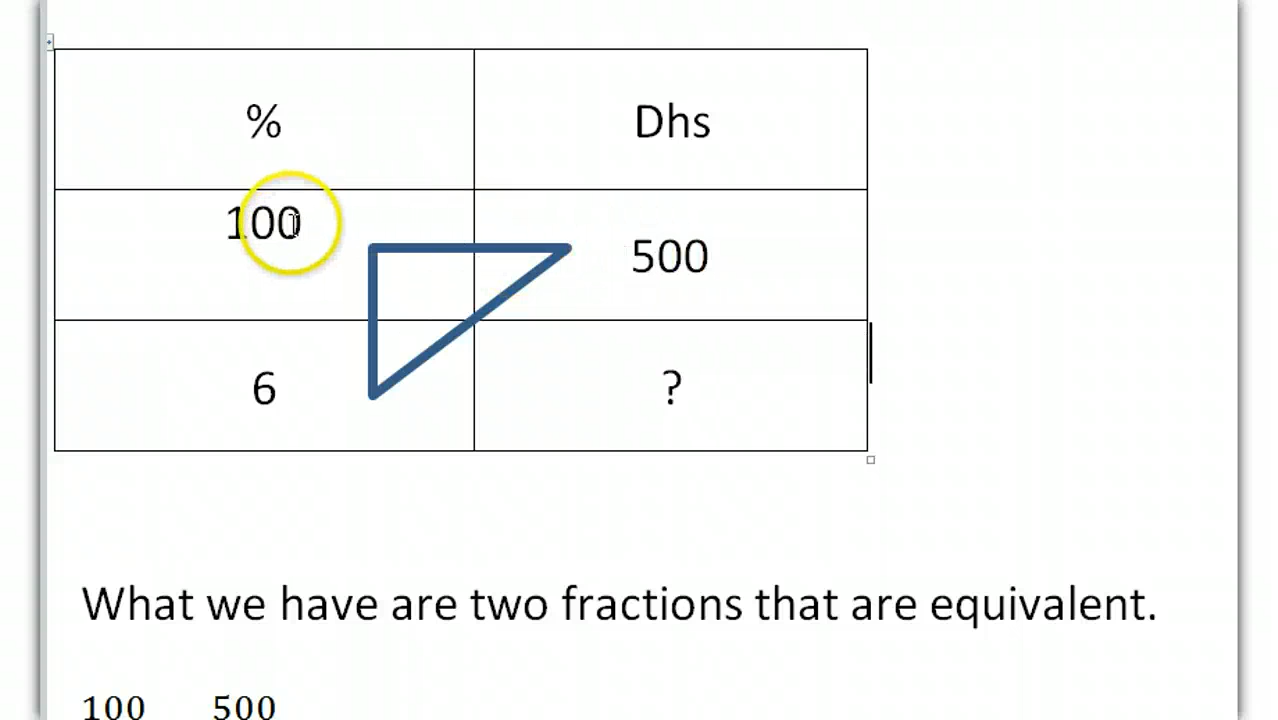 % Dhs
100
500
6 ?
What we have are two fractions that are equivalent.
100 500